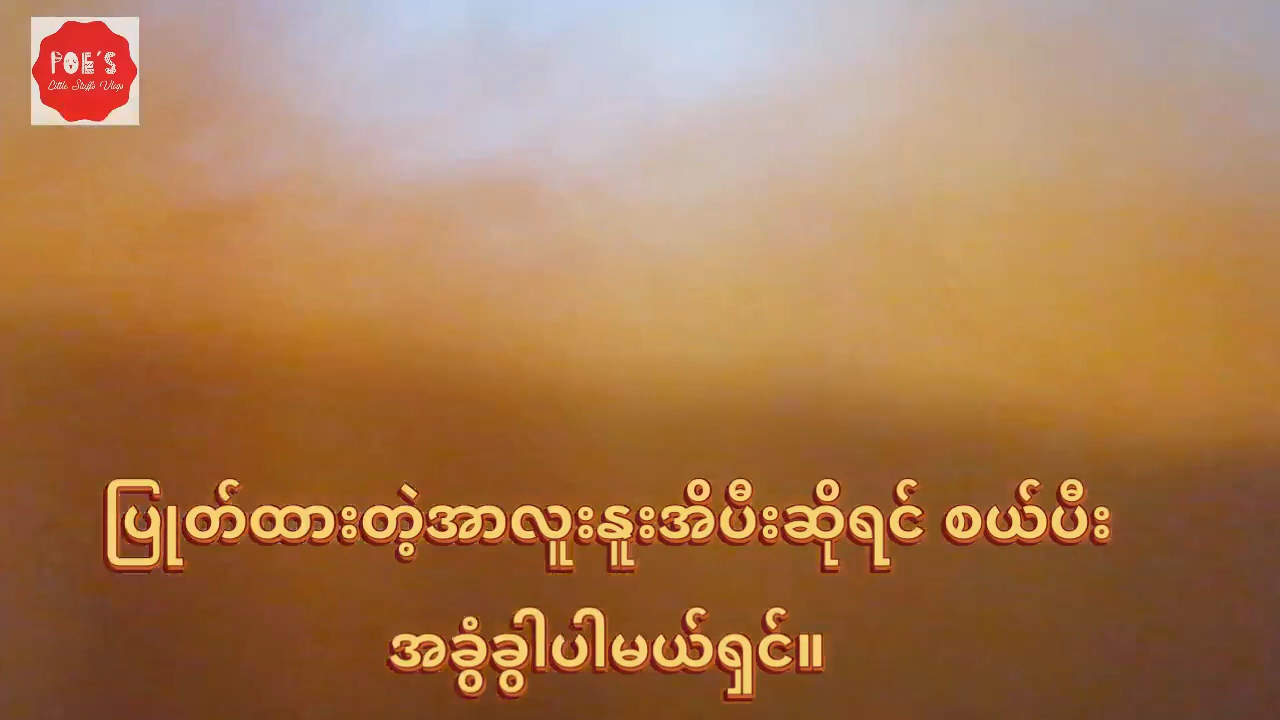 POE'S
Little Stuffs Vlogs
ပြုတ်ထားတဲ့အာလူးနူးအိပီးဆိုရင် စယ်ပီး
အခွံခွါပါမယ်ရှင်။